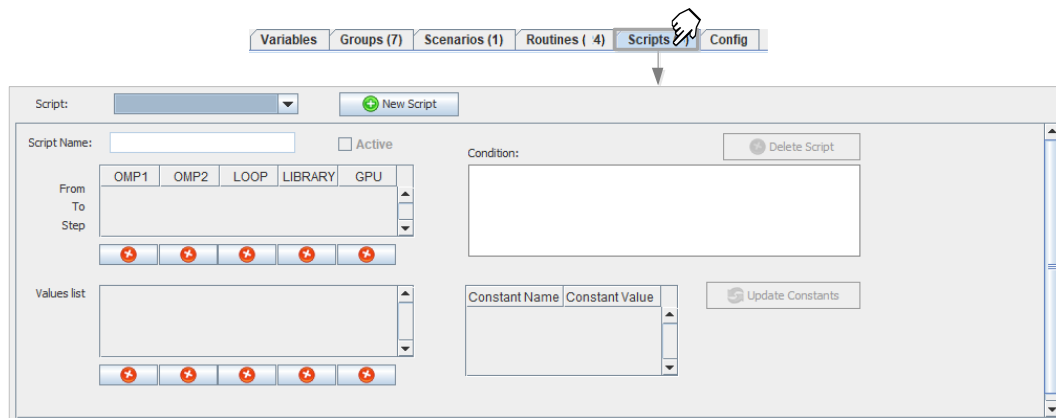 Variables Groups (7) Scenarios (1) Routines ( 4) Scripts
Config
Script: New Script
Script Name: Active
Condition: Delete Script
OMP1 OMP2 LOOP LIBRARY GPU
From
To
Step
Values list
Constant Name Constant Value
Update Constants